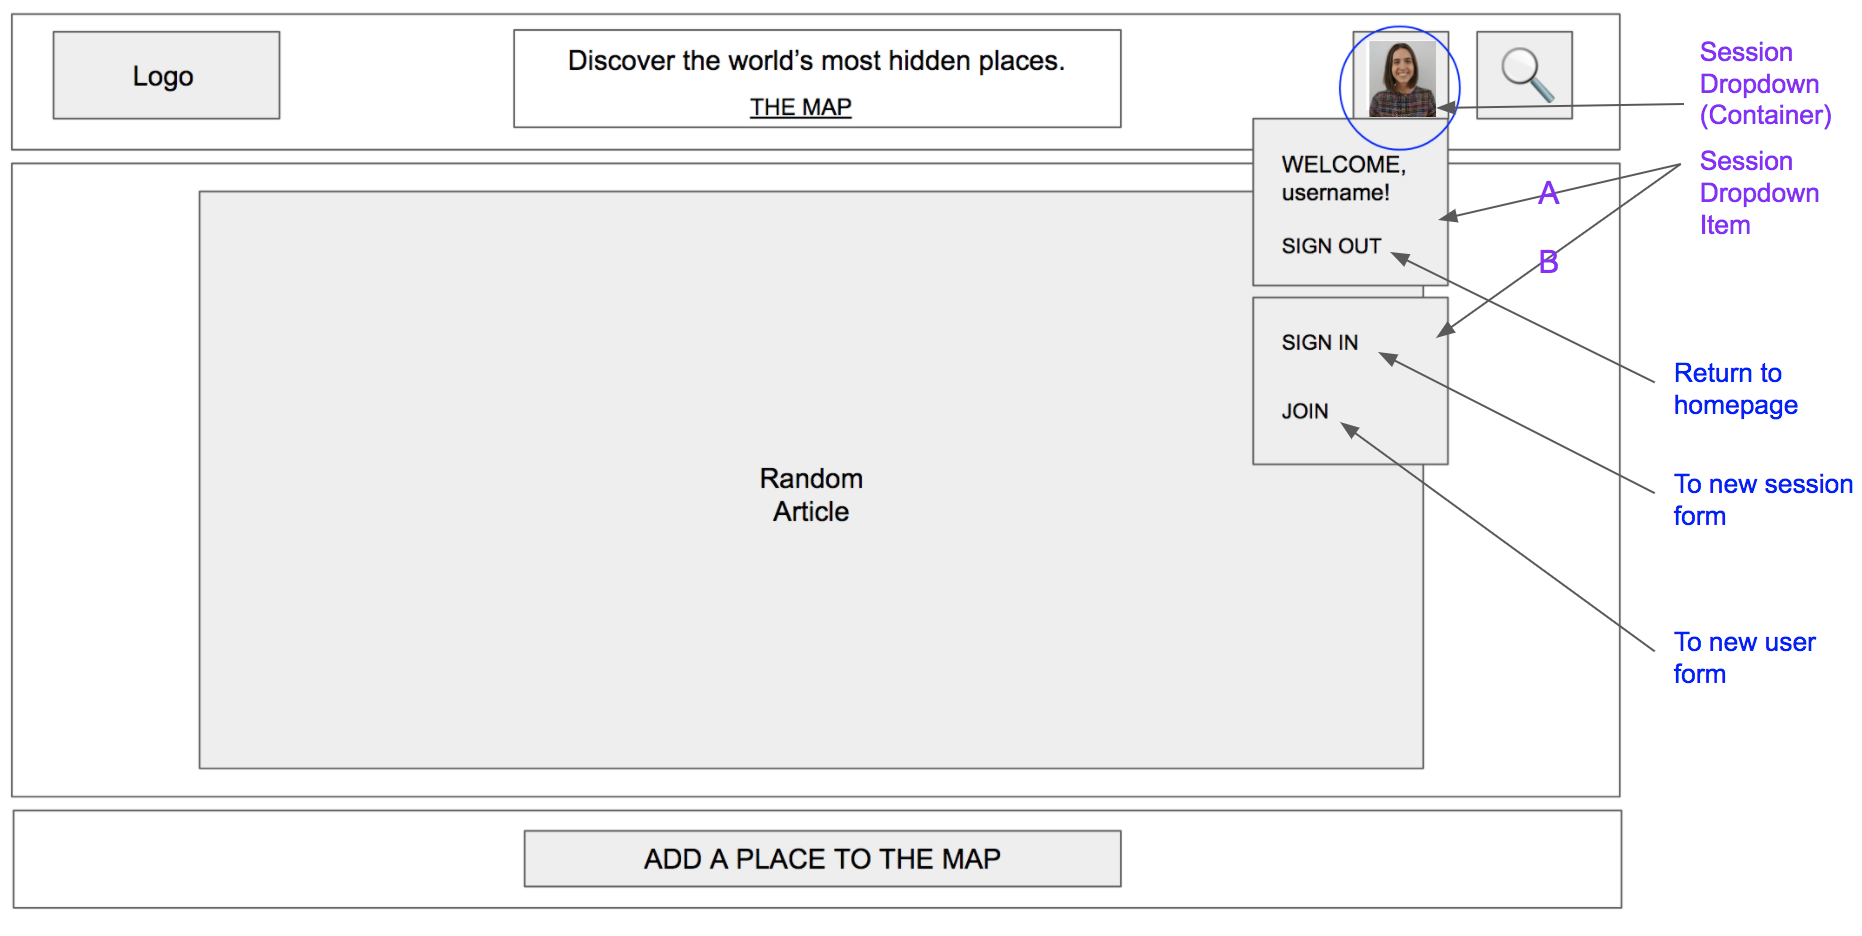 Logo
Discover the world’s most hidden places.
THE MAP
Session
Dropdown
(Container)
Session
Dropdown
Item
A
B
WELCOME,
username!
SIGN OUT
SIGN IN
JOIN
Return to
homepage
To new session
form
To new user
form
Random
Article
ADD A PLACE TO THE MAP